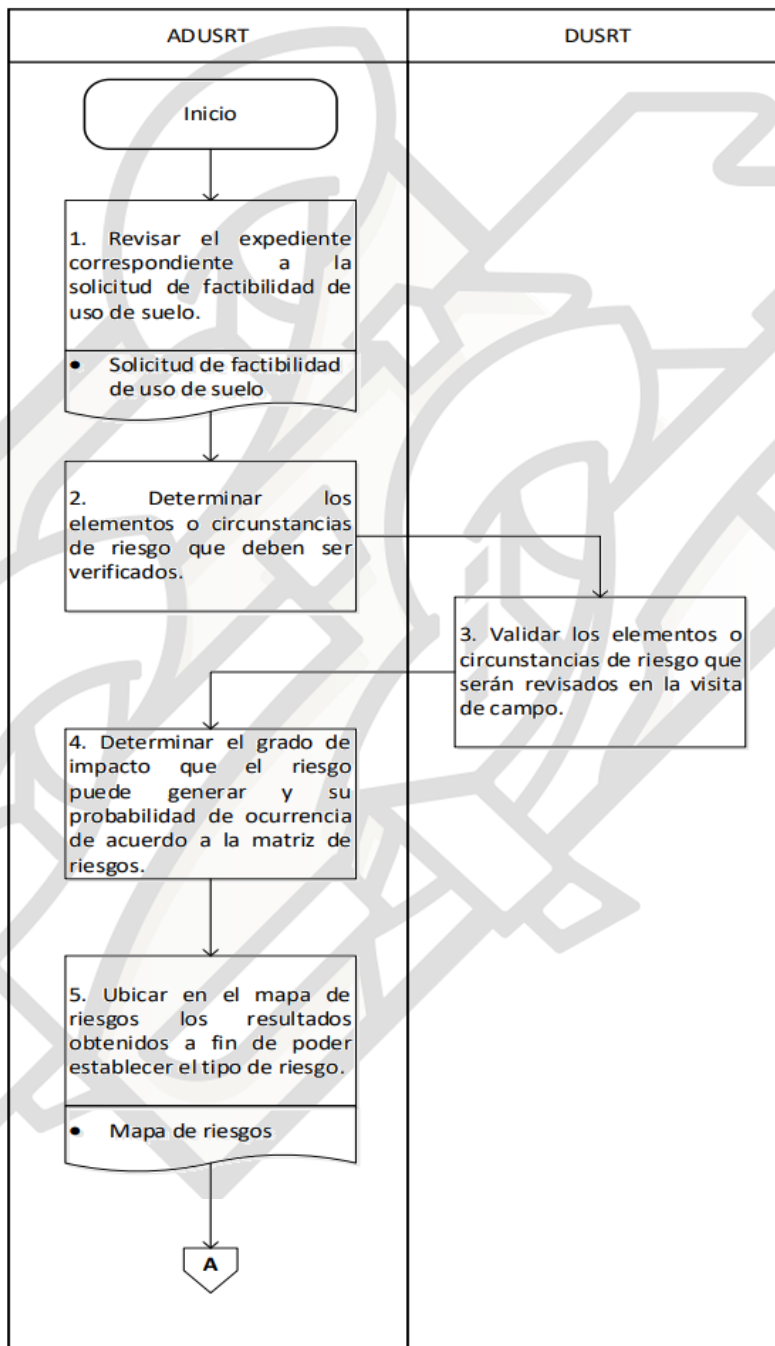 ADUSRT
DUSRT
Inicio
1. Revisar el expediente
correspondiente a la
solicitud de factibilidad de
uso de suelo.
• Solicitud de factibilidad
de uso de suelo
2. Determinar los
elementos o circunstancias
de riesgo que deben ser
verificados.
3. Validar los elementos o
circunstancias de riesgo que
serán revisados en la visita
de campo.
4. Determinar el grado de
impacto que el riesgo
puede generar y su
probabilidad de ocurrencia
de acuerdo a la matriz de
riesgos.
5. Ubicar en el mapa de
riesgos los resultados
obtenidos a fin de poder
establecer el tipo de riesgo.
• Mapa de riesgos
A